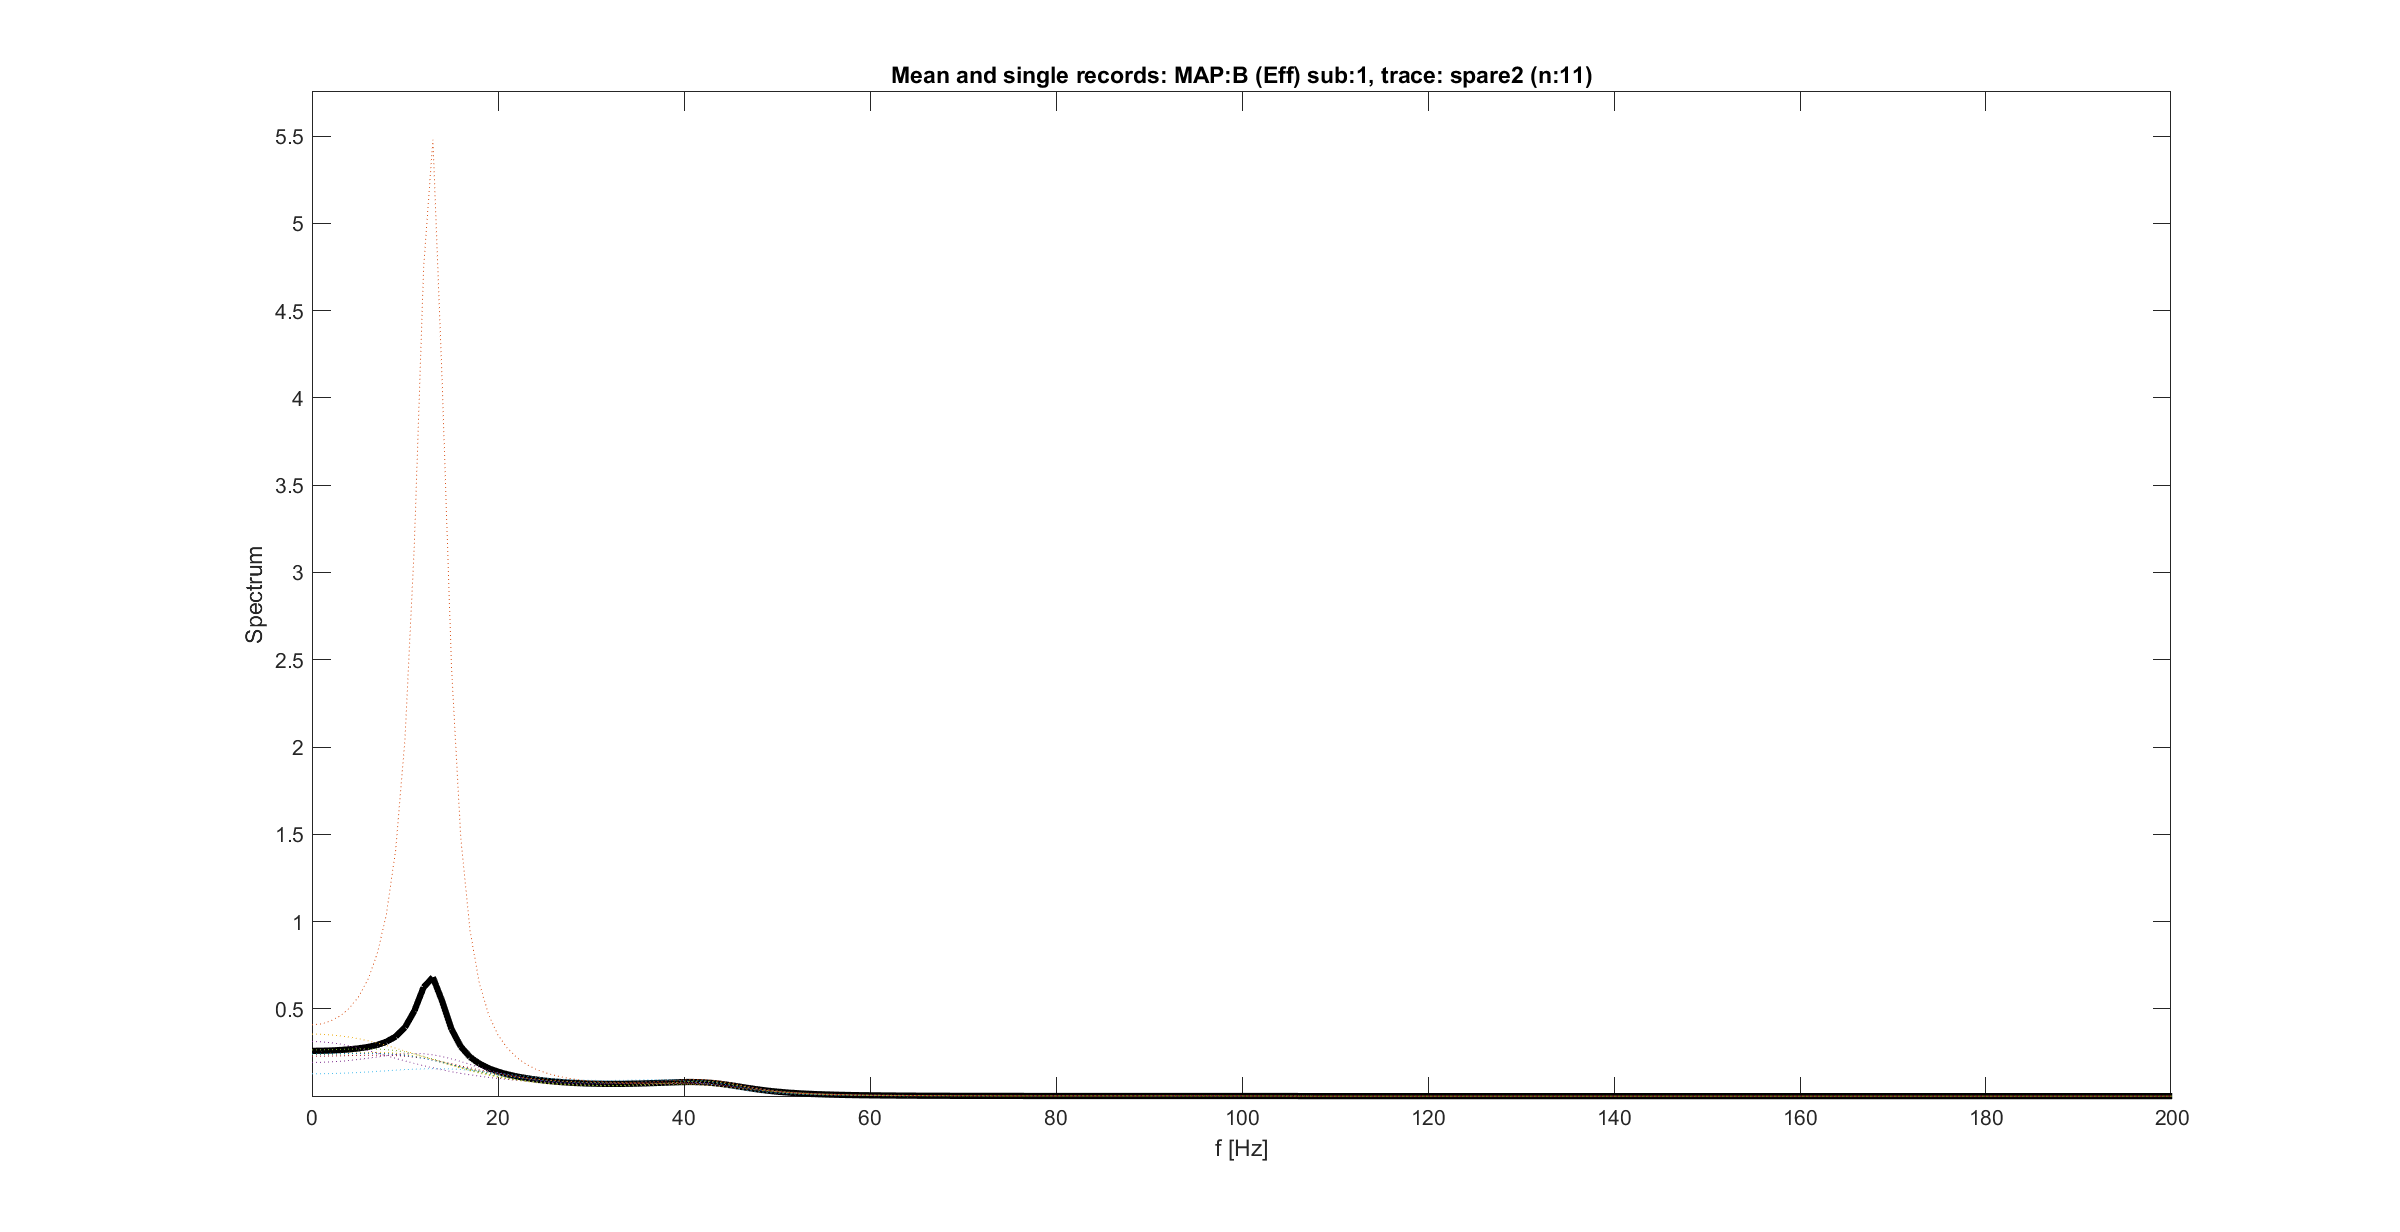 Mean and single records: MAP:B (Eff) sub:1, trace: spare2 (n:11)
5.5
5
4.5
4
3.5
3
2.5
2
1.5
1
0.5
Spectrum
0 20 40 60 80 100 120 140 160 180 200
f [Hz]